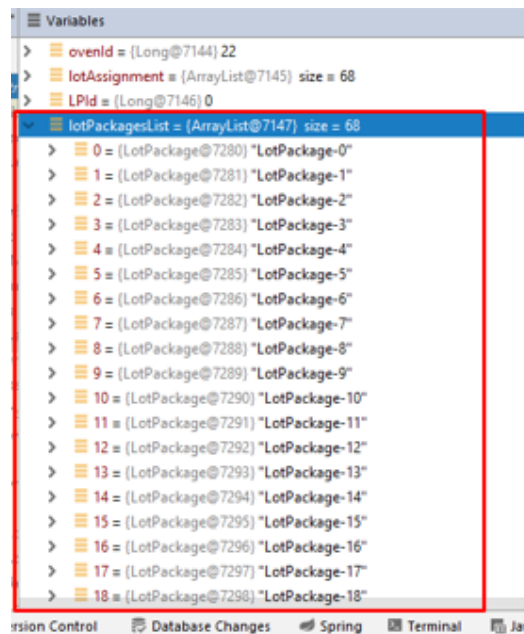 Variables
ovenId = {Long@7144} 22
lotAssignment = {ArrayList@7145} size = 68
LPId = {Long@7146} 0
lotPackagesList = {ArrayList@7147} size = 68
0 = {LotPackage@7280} "LotPackage-0"
1 = {LotPackage@7281} "LotPackage-1"
2 = {LotPackage@7282} "LotPackage-2"
3 = {LotPackage@7283} "LotPackage-3"
4 = {LotPackage@7284} "LotPackage-4"
5 = {LotPackage@7285} "LotPackage-5"
6 = {LotPackage@7286} "LotPackage-6"
7 = {LotPackage@7287} "LotPackage-7"
8 = {LotPackage@7288} "LotPackage-8"
9 = {LotPackage@7289} "LotPackage-9"
10 = {LotPackage@7290} "LotPackage-10"
11 = {LotPackage@7291} "LotPackage-11"
12 = {LotPackage@7292} "LotPackage-12"
13 = {LotPackage@7293} "LotPackage-13"
14 = {LotPackage@7294} "LotPackage-14"
15 = {LotPackage@7295} "LotPackage-15"
16 = {LotPackage@7296} "LotPackage-16"
17 = {LotPackage@7297} "LotPackage-17"
18 = {LotPackage@7298} "LotPackage-18"
ersion Control Database Changes Spring Terminal Ja